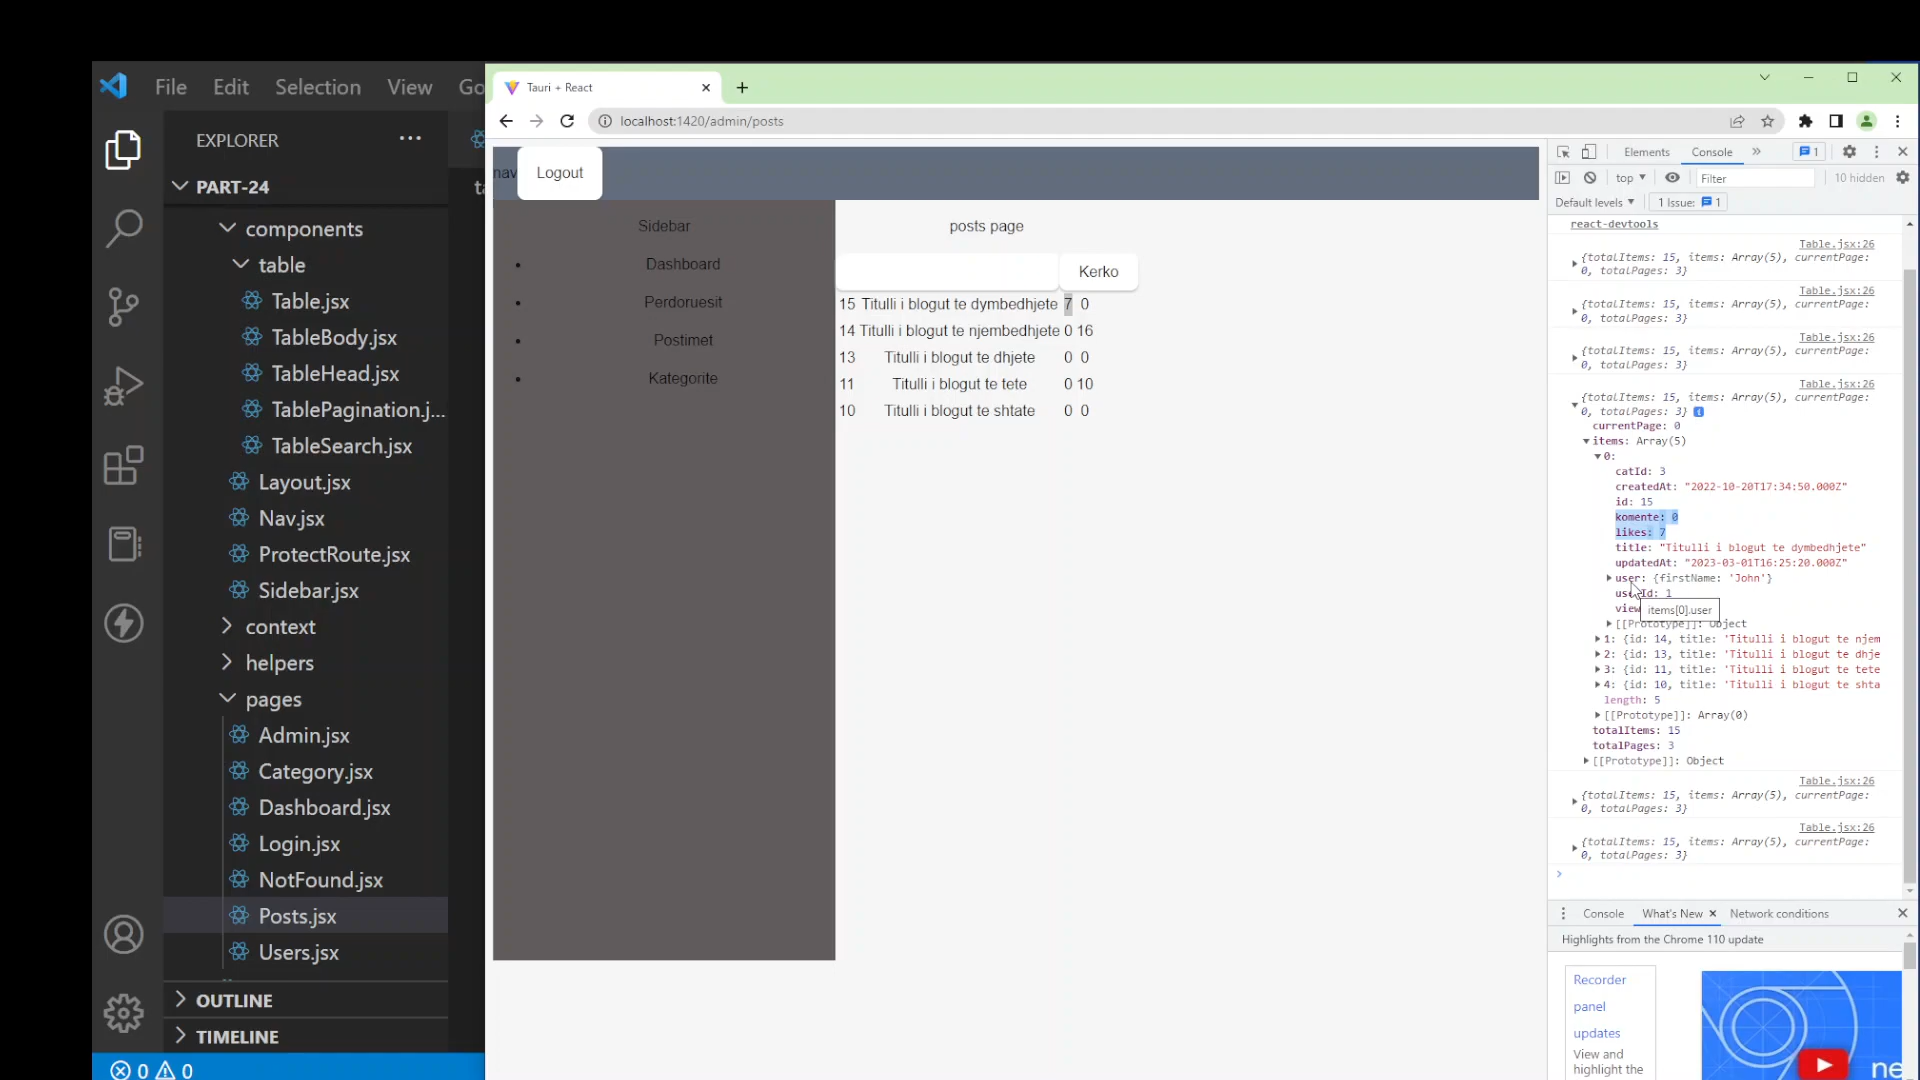 File Edit Selection View Go
EXPLORER
PART-24
components
table
Table.jsx
TableBody.jsx
TableHead.jsx
TablePagination.j...
TableSearch.jsx
Layout.jsx
Nav.jsx
ProtectRoute.jsx
Sidebar.jsx
context
helpers
pages
Admin.jsx
Category.jsx
Dashboard.jsx
Login.jsx
NotFound.jsx
Posts.jsx
Users.jsx
OUTLINE
TIMELINE
0 0
Tauri + React
localhost:1420/admin/posts
nav Logout
Sidebar
Dashboard
Perdoruesit
Postimet
Kategorite
posts page
Kerko
15 Titulli i blogut te dymbedhjete 7 0
14 Titulli i blogut te njembedhjete 0 16
13 Titulli i blogut te dhjete 0 0
11 Titulli i blogut te tete 0 10
10 Titulli i blogut te shtate 0 0
Elements Console 1
top Filter 10 hidden
Default levels 1 Issue: 1
react-devtools
Table.jsx:26
{totalItems: 15, items: Array(5), currentPage:
0, totalPages: 3}
Table.jsx:26
{totalItems: 15, items: Array(5), currentPage:
0, totalPages: 3}
Table.jsx:26
{totalItems: 15, items: Array(5), currentPage:
0, totalPages: 3}
Table.jsx:26
{totalItems: 15, items: Array(5), currentPage:
0, totalPages: 3}
currentPage: 0
items: Array(5)
0:
catId: 3
createdAt: "2022-10-20T17:34:50.000Z"
id: 15
komente: 0
likes: 7
title: "Titulli i blogut te dymbedhjete"
updatedAt: "2023-03-01T16:25:20.000Z"
user: {firstName: 'John'}
userId: 1
view
items[0].user
[[Prototype]]: Object
1: {id: 14, title: 'Titulli i blogut te njem
2: {id: 13, title: 'Titulli i blogut te dhje
3: {id: 11, title: 'Titulli i blogut te tete
4: {id: 10, title: 'Titulli i blogut te shta
length: 5
[[Prototype]]: Array(0)
totalItems: 15
totalPages: 3
[[Prototype]]: Object
Table.jsx:26
{totalItems: 15, items: Array(5), currentPage:
0, totalPages: 3}
Table.jsx:26
{totalItems: 15, items: Array(5), currentPage:
0, totalPages: 3}
Console What's New Network conditions
Highlights from the Chrome 110 update
Recorder
panel
updates
View and
highlight the
ne